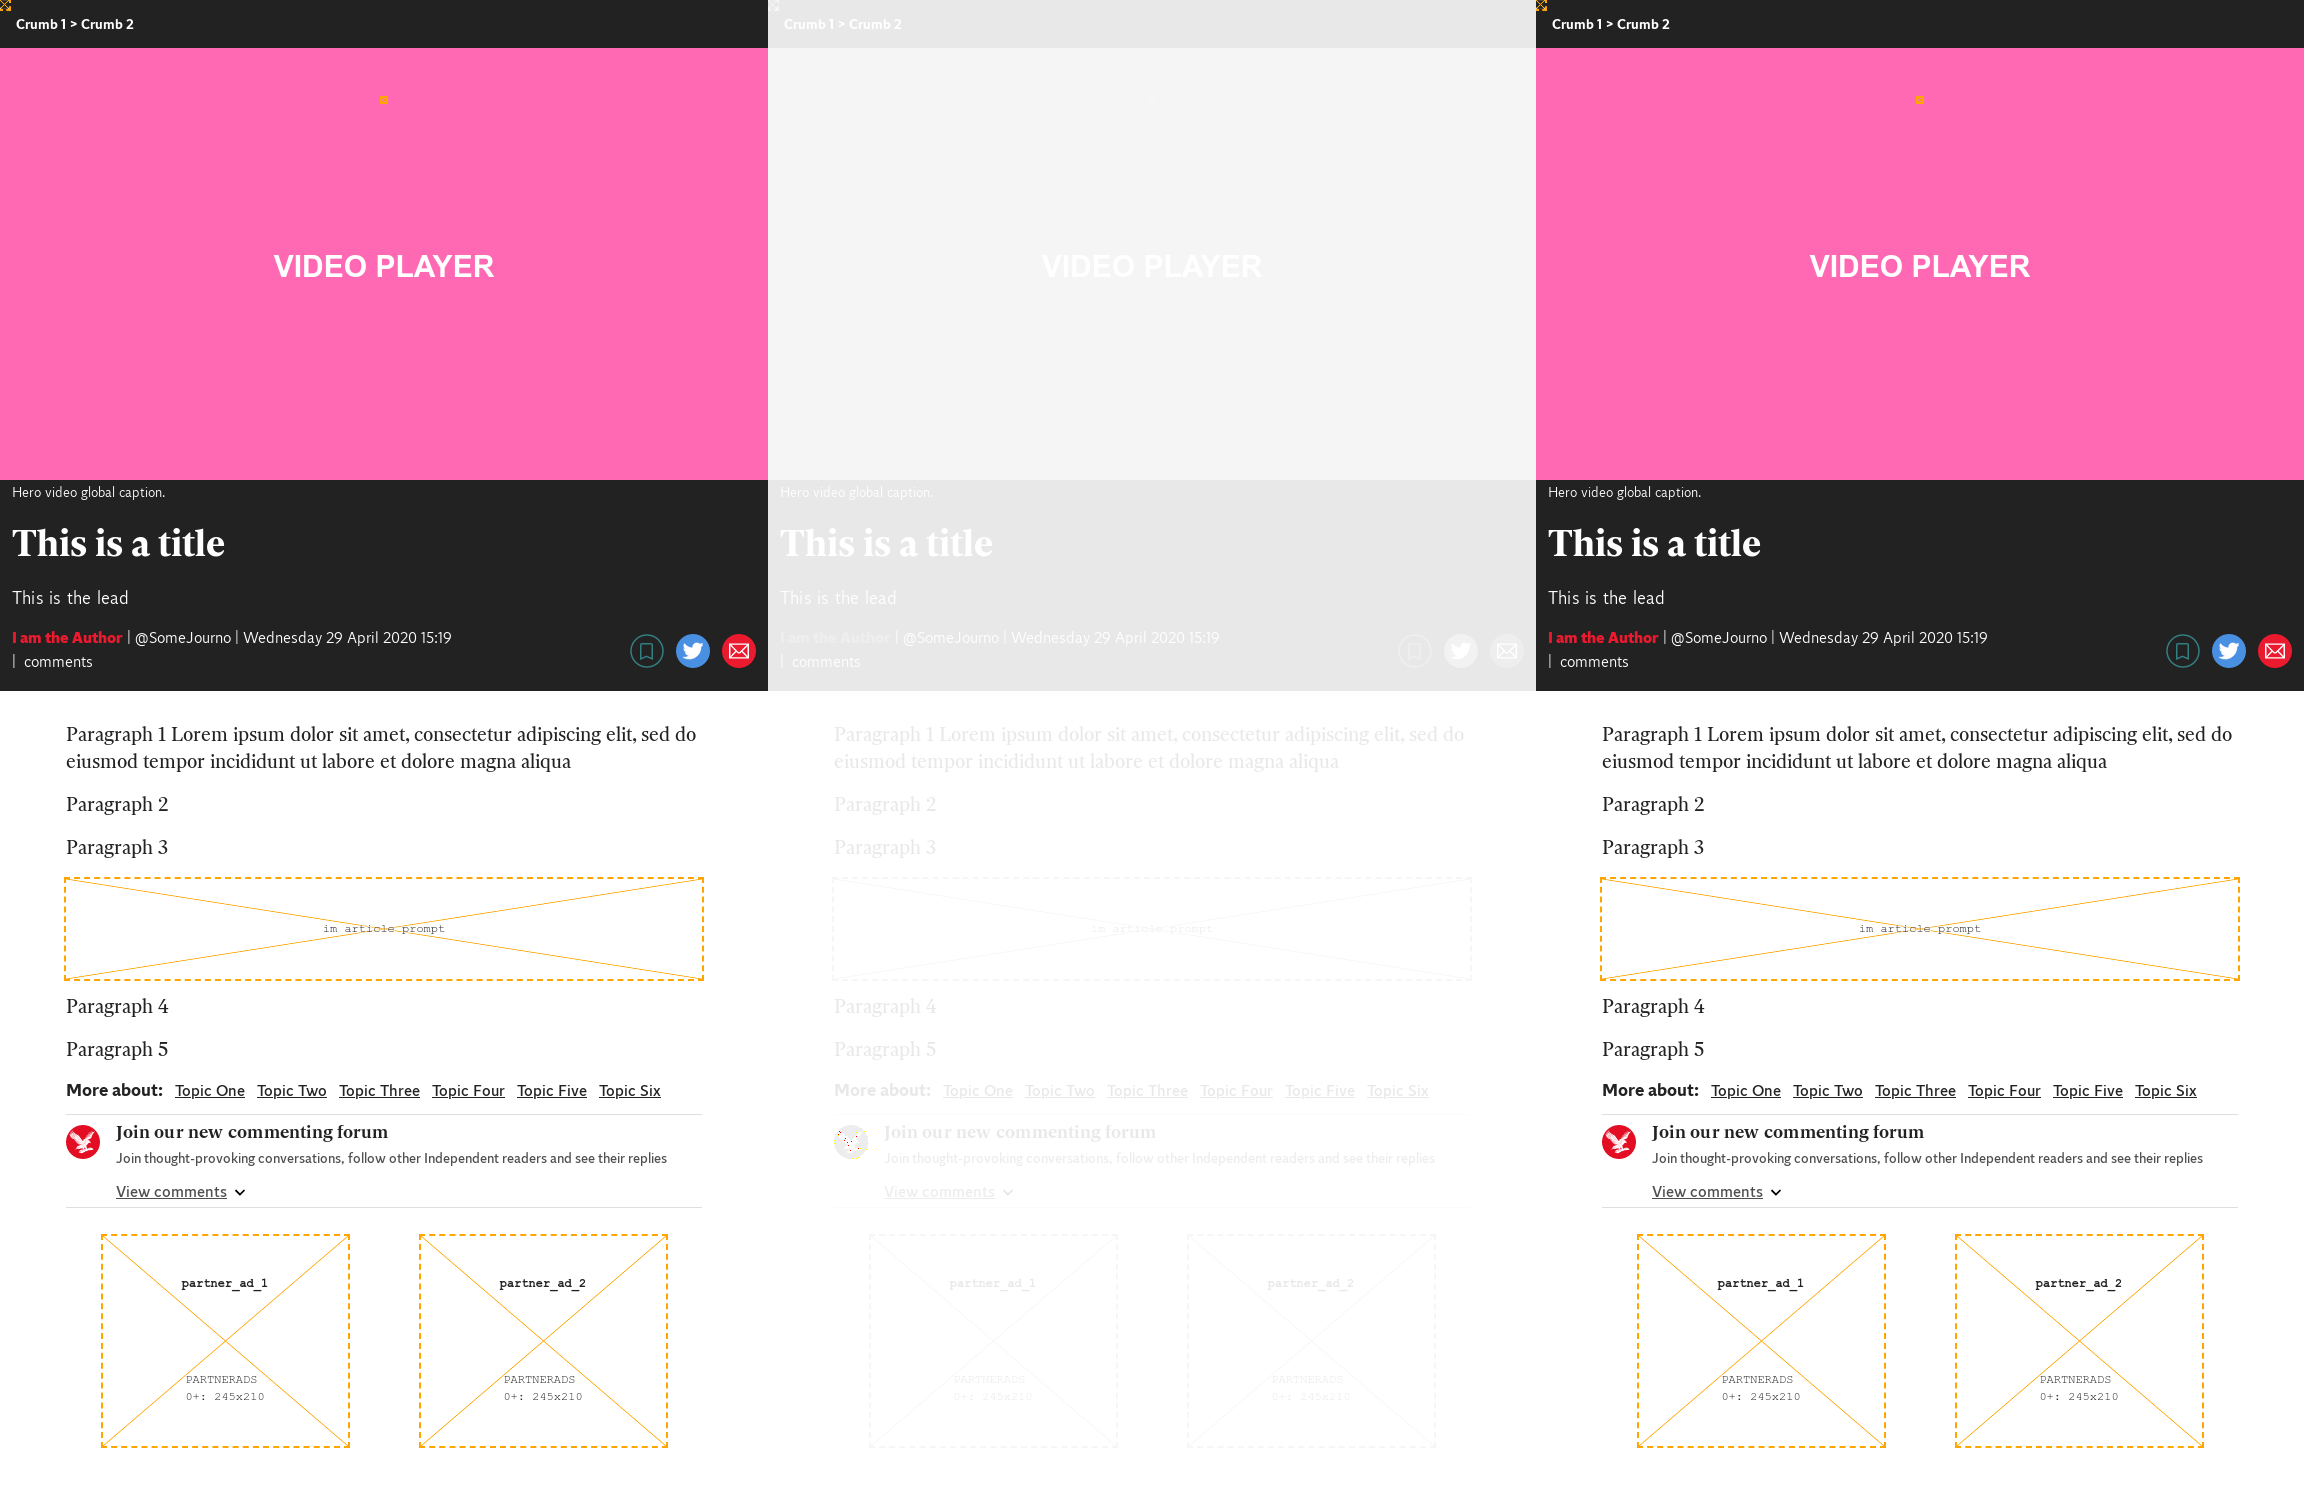 Crumb 1 > Crumb 2
VIDEO PLAYER
Hero video global caption.
This is a title
This is the lead
I am the Author | @SomeJourno | Wednesday 29 April 2020 15:19
| comments
Paragraph 1 Lorem ipsum dolor sit amet, consectetur adipiscing elit, sed do
eiusmod tempor incididunt ut labore et dolore magna aliqua
Paragraph 2
Paragraph 3
im article prompt
Paragraph 4
Paragraph 5
More about: Topic One Topic Two Topic Three Topic Four Topic Five Topic Six
Join our new commenting forum
Join thought-provoking conversations, follow other Independent readers and see their replies
View comments
partner_ad_1
PARTNERADS
0+: 245x210
partner_ad_2
PARTNERADS
0+: 245x210
Crumb 1 > Crumb 2
VIDEO PLAYER
Hero video global caption.
This is a title
This is the lead
I am the Author | @SomeJourno | Wednesday 29 April 2020 15:19
| comments
Paragraph 1 Lorem ipsum dolor sit amet, consectetur adipiscing elit, sed do
eiusmod tempor incididunt ut labore et dolore magna aliqua
Paragraph 2
Paragraph 3
im article prompt
Paragraph 4
Paragraph 5
More about: Topic One Topic Two Topic Three Topic Four Topic Five Topic Six
Join our new commenting forum
Join thought-provoking conversations, follow other Independent readers and see their replies
View comments
partner_ad_1
PARTNERADS
0+: 245x210
partner_ad_2
PARTNERADS
0+: 245x210
Crumb 1 > Crumb 2
VIDEO PLAYER
Hero video global caption.
This is a title
This is the lead
I am the Author | @SomeJourno | Wednesday 29 April 2020 15:19
| comments
Paragraph 1 Lorem ipsum dolor sit amet, consectetur adipiscing elit, sed do
eiusmod tempor incididunt ut labore et dolore magna aliqua
Paragraph 2
Paragraph 3
im article prompt
Paragraph 4
Paragraph 5
More about: Topic One Topic Two Topic Three Topic Four Topic Five Topic Six
Join our new commenting forum
Join thought-provoking conversations, follow other Independent readers and see their replies
View comments
partner_ad_1
PARTNERADS
0+: 245x210
partner_ad_2
PARTNERADS
0+: 245x210